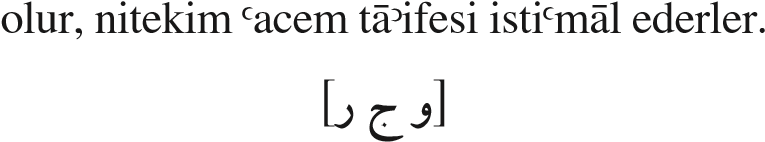 olur, nitekim ʿacem tāʾifesi istiʿmāl ederler.
[و ج ر]